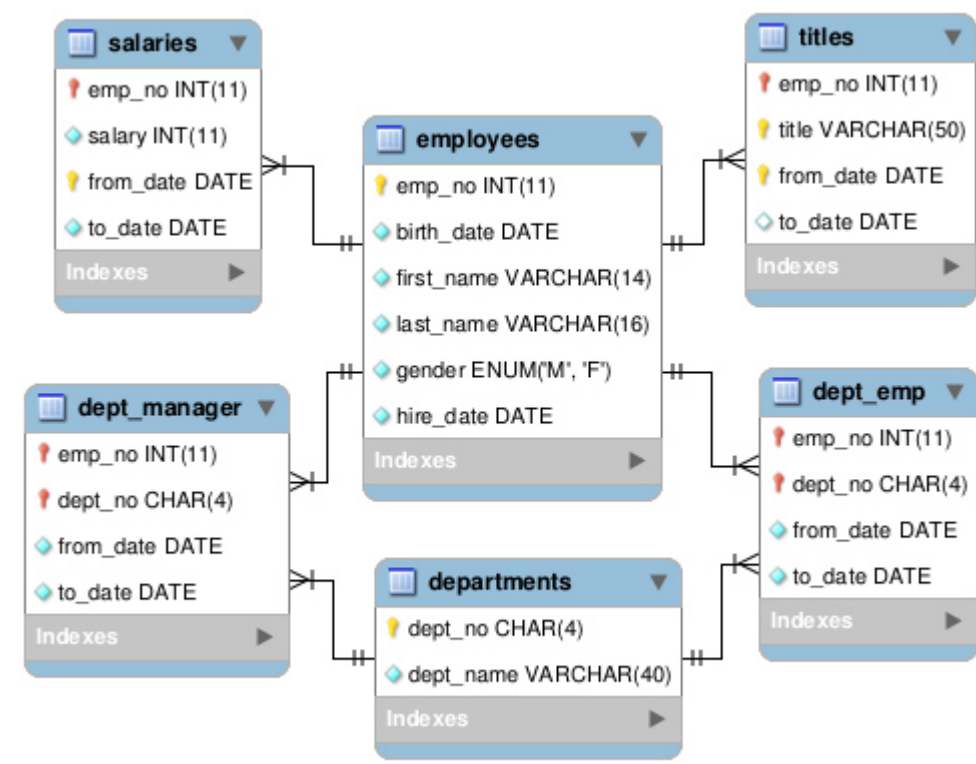 salaries
emp_no INT(11)
salary INT(11)
from_date DATE
to_date DATE
Indexes
employees
emp_no INT(11)
birth_date DATE
first_name VARCHAR(14)
last_name VARCHAR(16)
gender ENUM('M', 'F')
hire_date DATE
Indexes
titles
emp_no INT(11)
title VARCHAR(50)
from_date DATE
to_date DATE
Indexes
dept_manager
emp_no INT(11)
dept_no CHAR(4)
from_date DATE
to_date DATE
Indexes
departments
dept_no CHAR(4)
dept_name VARCHAR(40)
Indexes
dept_emp
emp_no INT(11)
dept_no CHAR(4)
from_date DATE
to_date DATE
Indexes